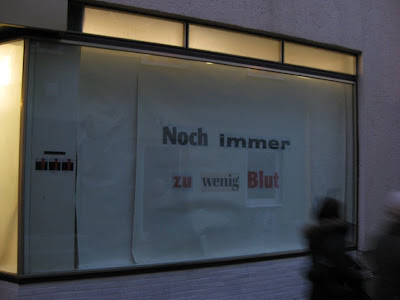 Noch immer
zu wenig Blut